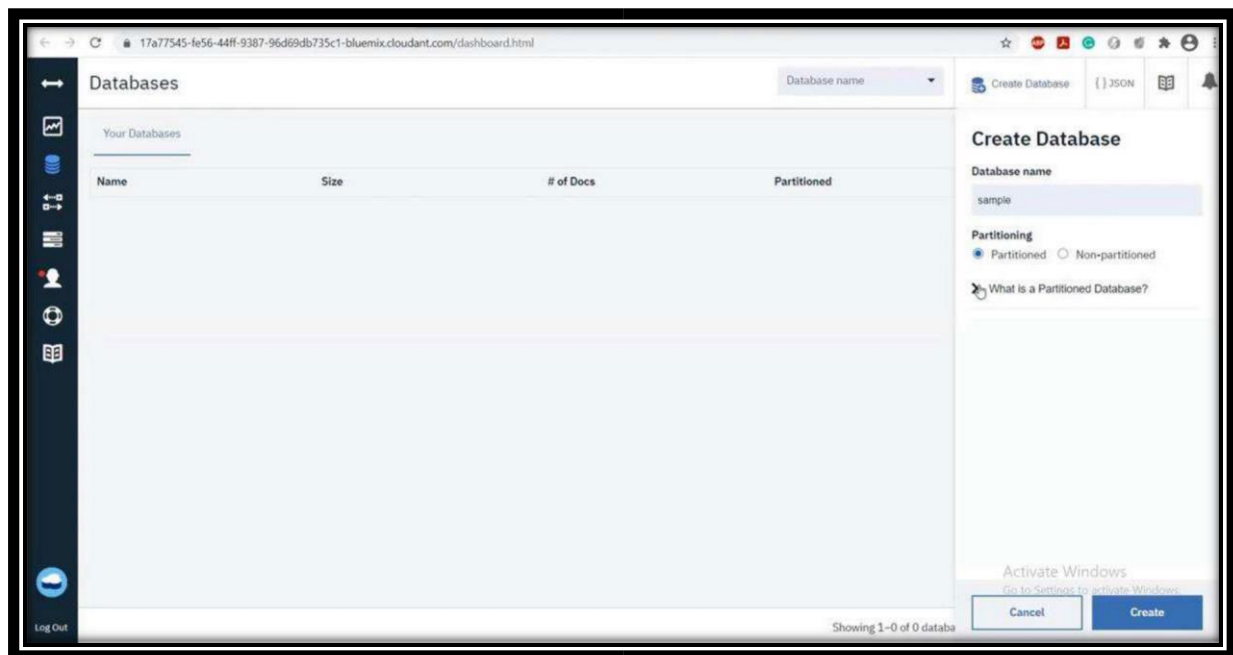 17a77545-fe56-44ff-9387-96d69db735c1-bluemix.cloudant.com/dashboard.html
Databases
Database name
Create Database
{ } JSON
Your Databases
Name
Size
# of Docs
Partitioned
Create Database
Database name
sample
Partitioning
Partitioned
Non-partitioned
What is a Partitioned Database?
Activate Windows
Go to Settings to activate Windows.
Cancel
Create
Showing 1–0 of 0 databa
Log Out